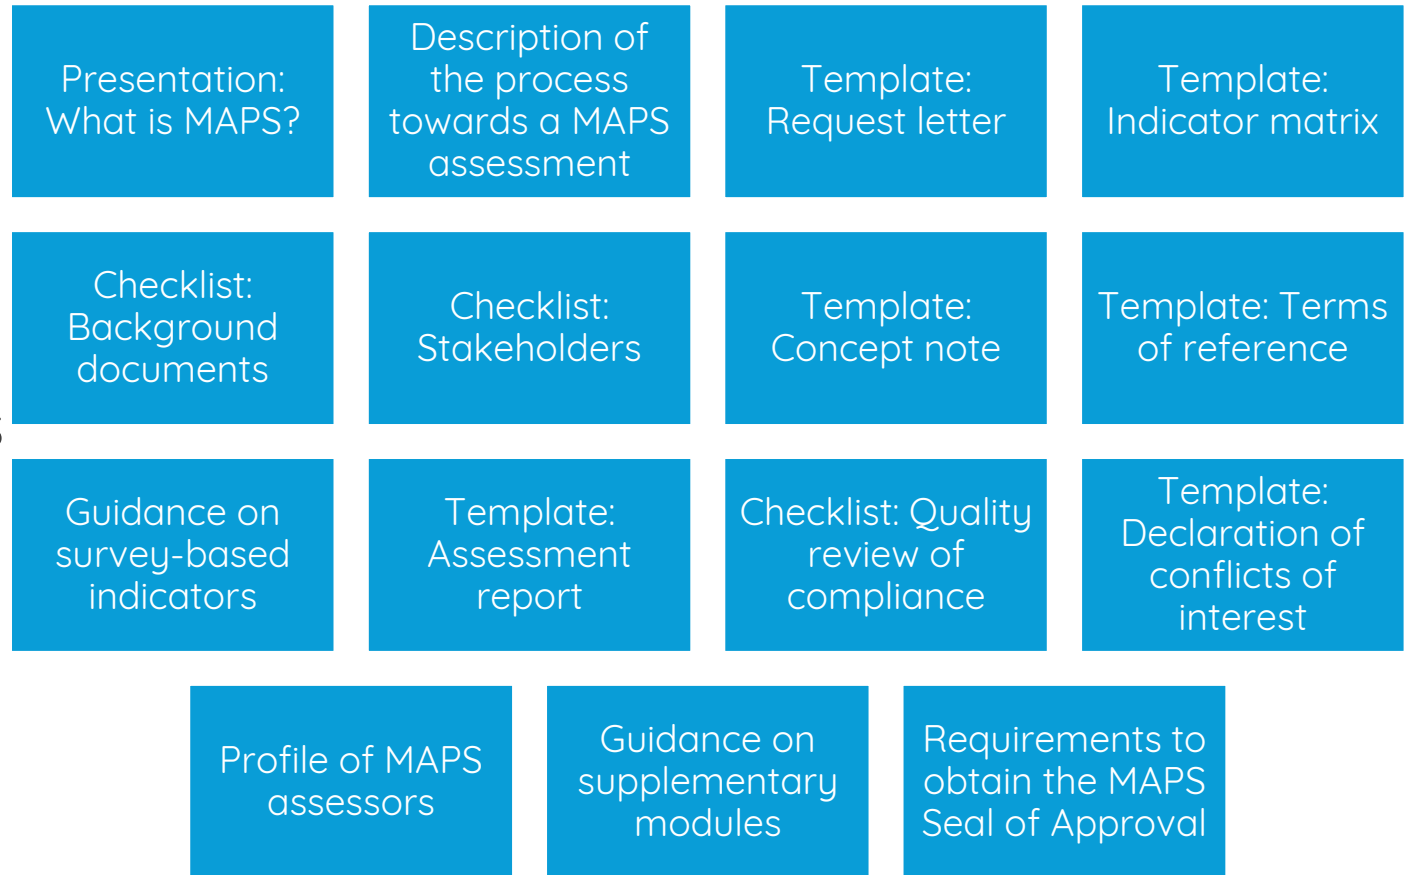 Presentation:
What is MAPS?
Description of
the process
towards a MAPS
assessment
Template:
Request letter
Template:
Indicator matrix
Checklist:
Background
documents
Checklist:
Stakeholders
Template:
Concept note
Template: Terms
of reference
Guidance on
survey-based
indicators
Template:
Assessment
report
Checklist: Quality
review of
compliance
Template:
Declaration of
conflicts of
interest
Profile of MAPS
assessors
Guidance on
supplementary
modules
Requirements to
obtain the MAPS
Seal of Approval